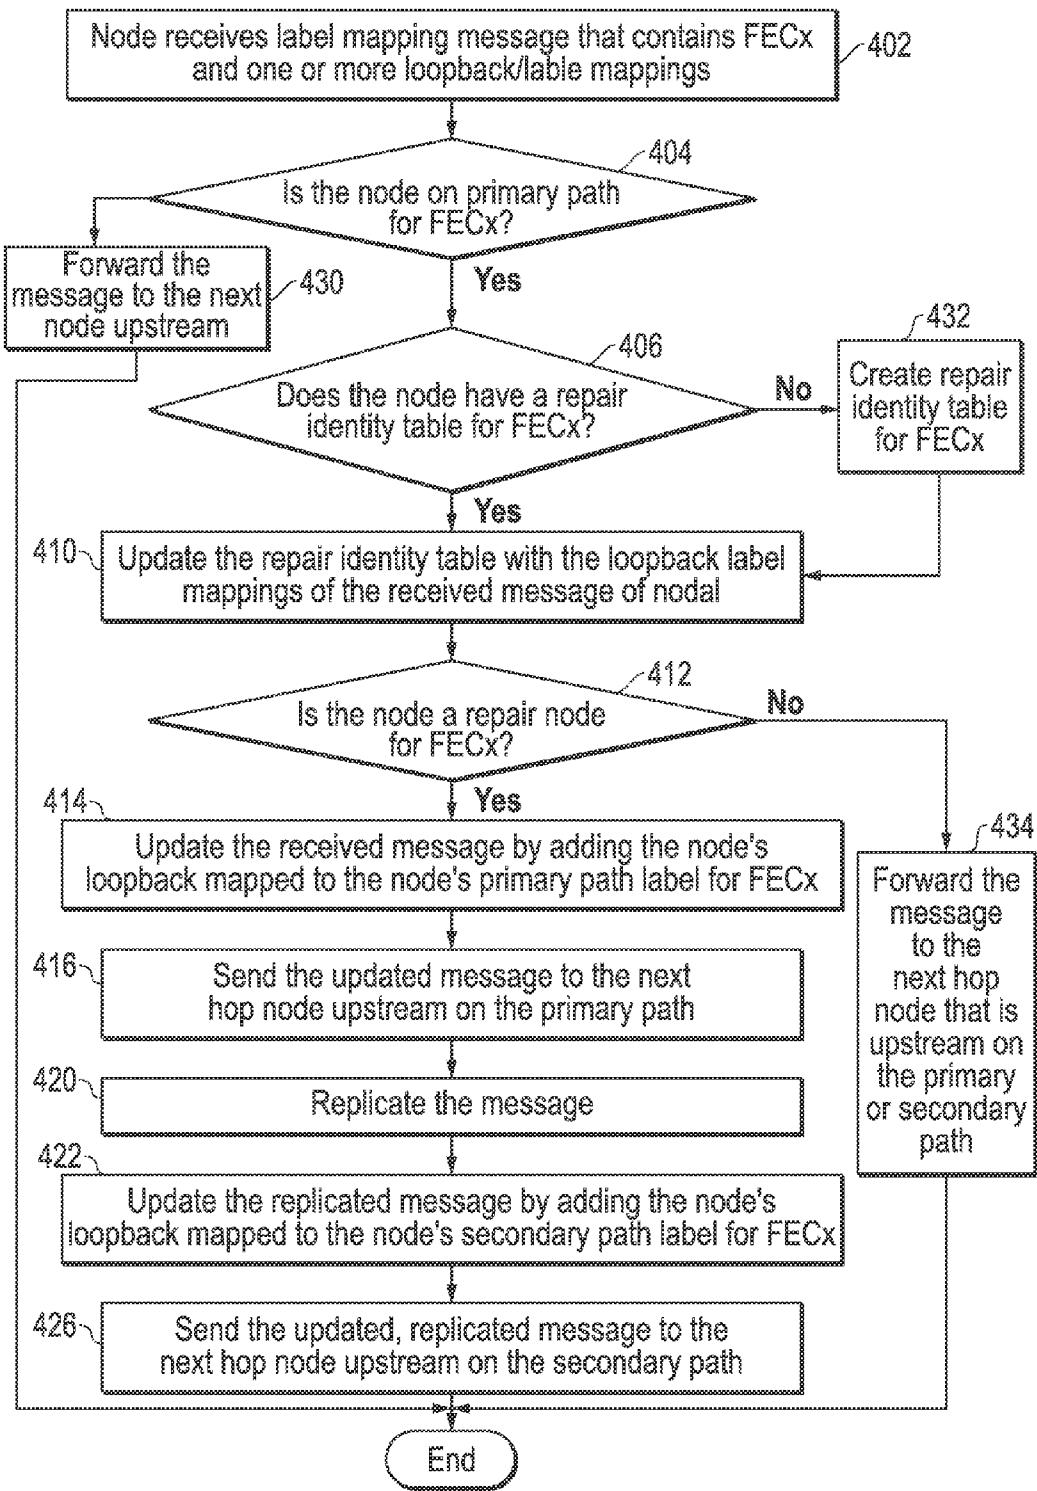 Node receives label mapping message that contains FECx
and one or more loopback/lable mappings
402
404
Is the node on primary path
for FECx?
Forward the
message to the next
node upstream
430
Yes
406
Does the node have a repair
identity table for FECx?
No
432
Create repair
identity table
for FECx
Yes
410
Update the repair identity table with the loopback label
mappings of the received message of nodal
412
Is the node a repair node
for FECx?
No
Yes
414
Update the received message by adding the node's
loopback mapped to the node's primary path label for FECx
434
Forward the
message
to the
next hop
node that is
upstream on
the primary
or secondary
path
416
Send the updated message to the next
hop node upstream on the primary path
420
Replicate the message
422
Update the replicated message by adding the node's
loopback mapped to the node's secondary path label for FECx
426
Send the updated, replicated message to the
next hop node upstream on the secondary path
End